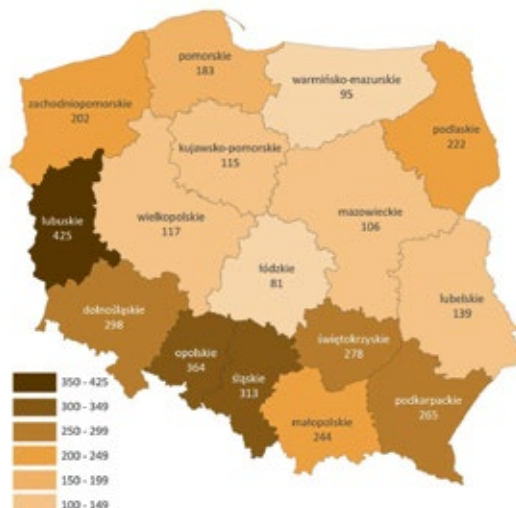 pomorskie
183
warmińsko-mazurskie
95
zachodniopomorskie
202
podlaskie
222
kujawsko-pomorskie
115
lubuskie
425
wielkopolskie
117
mazowieckie
106
łódzkie
81
lubelskie
139
dolnośląskie
298
opolskie
364
śląskie
313
świętokrzyskie
278
podkarpackie
265
małopolskie
244
350 - 425
300 - 349
250 - 299
200 - 249
150 - 199
100 - 149